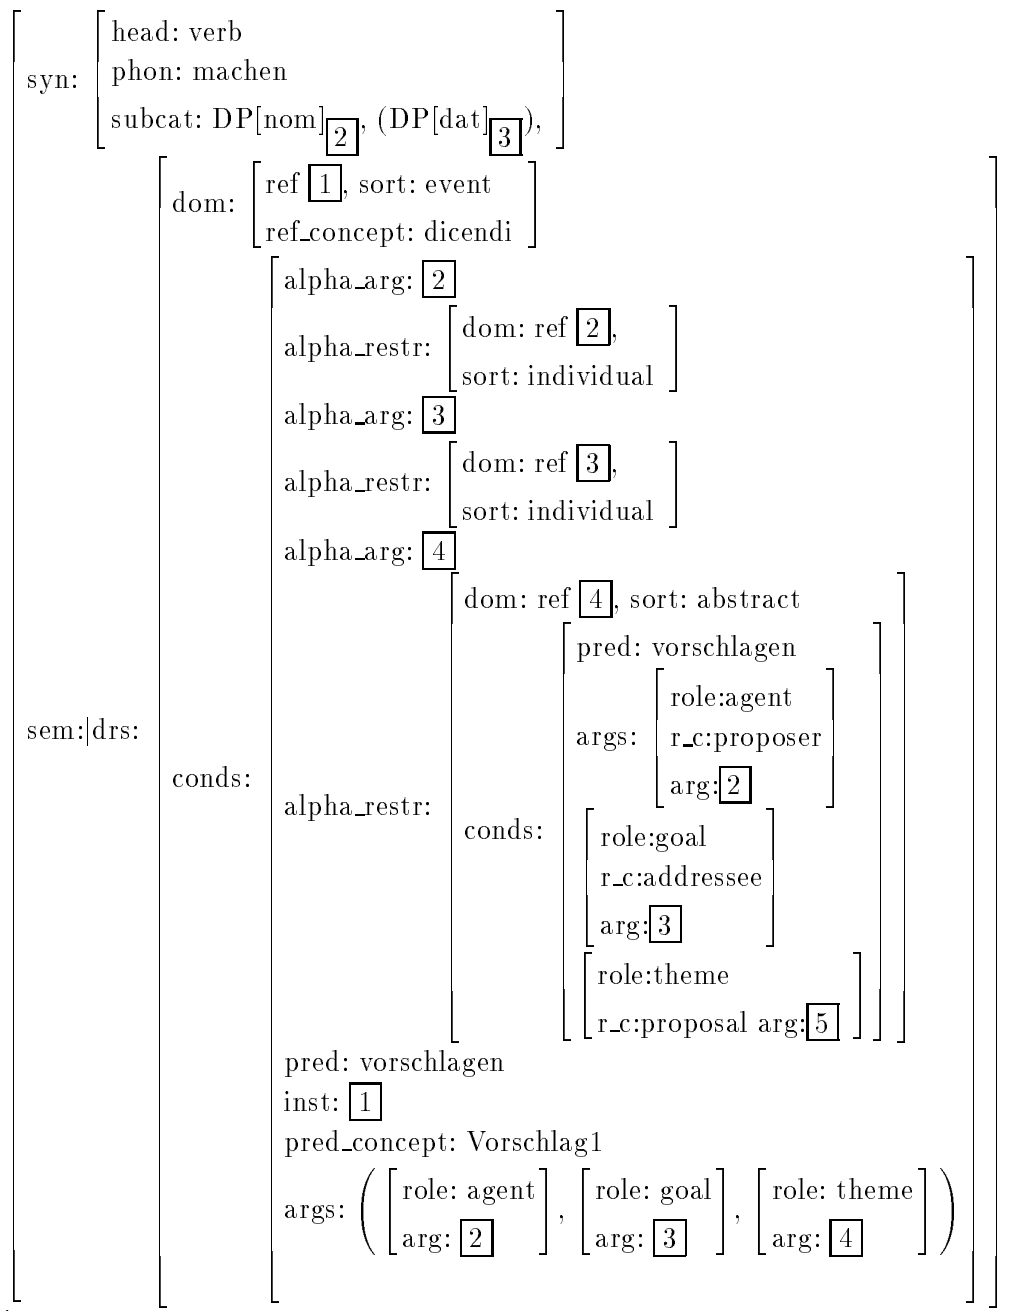 head: verb
phon: machen
syn:
subcat: DP[nom] 2, (DP[dat] 3),
ref 1, sort: event
dom:
ref_concept: dicendi
alpha_arg: 2
dom: ref 2,
alpha_restr:
sort: individual
alpha_arg: 3
dom: ref 3,
alpha_restr:
sort: individual
alpha_arg: 4
dom: ref 4, sort: abstract
pred: vorschlagen
role:agent
args: r_c:proposer
arg: 2
sem:|drs:
conds:
alpha_restr:
conds:
role:goal
r_c:addressee
arg: 3
role:theme
r_c:proposal arg: 5
pred: vorschlagen
inst: 1
pred_concept: Vorschlag1
args: ( [role: agent], [role: goal], [role: theme] )
arg: 2 arg: 3 arg: 4